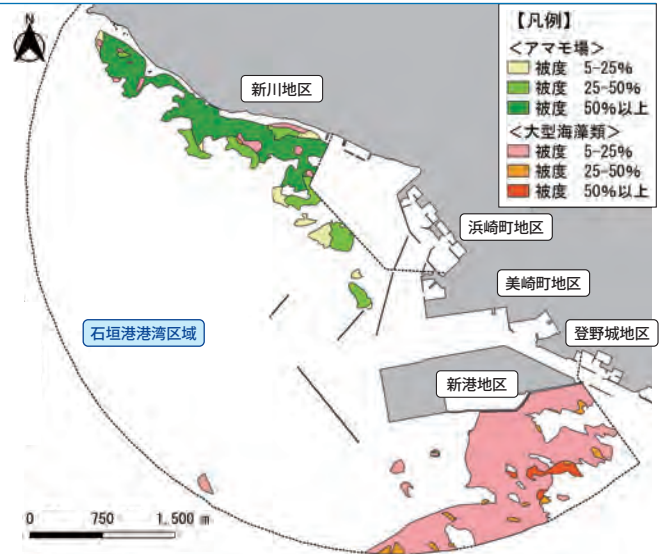 N
【凡例】
<アマモ場>
被度 5-25%
被度 25-50%
被度 50%以上
<大型海藻類>
被度 5-25%
被度 25-50%
被度 50%以上
新川地区
浜崎町地区
美崎町地区
登野城地区
石垣港港湾区域
新港地区
0 750 1,500 m